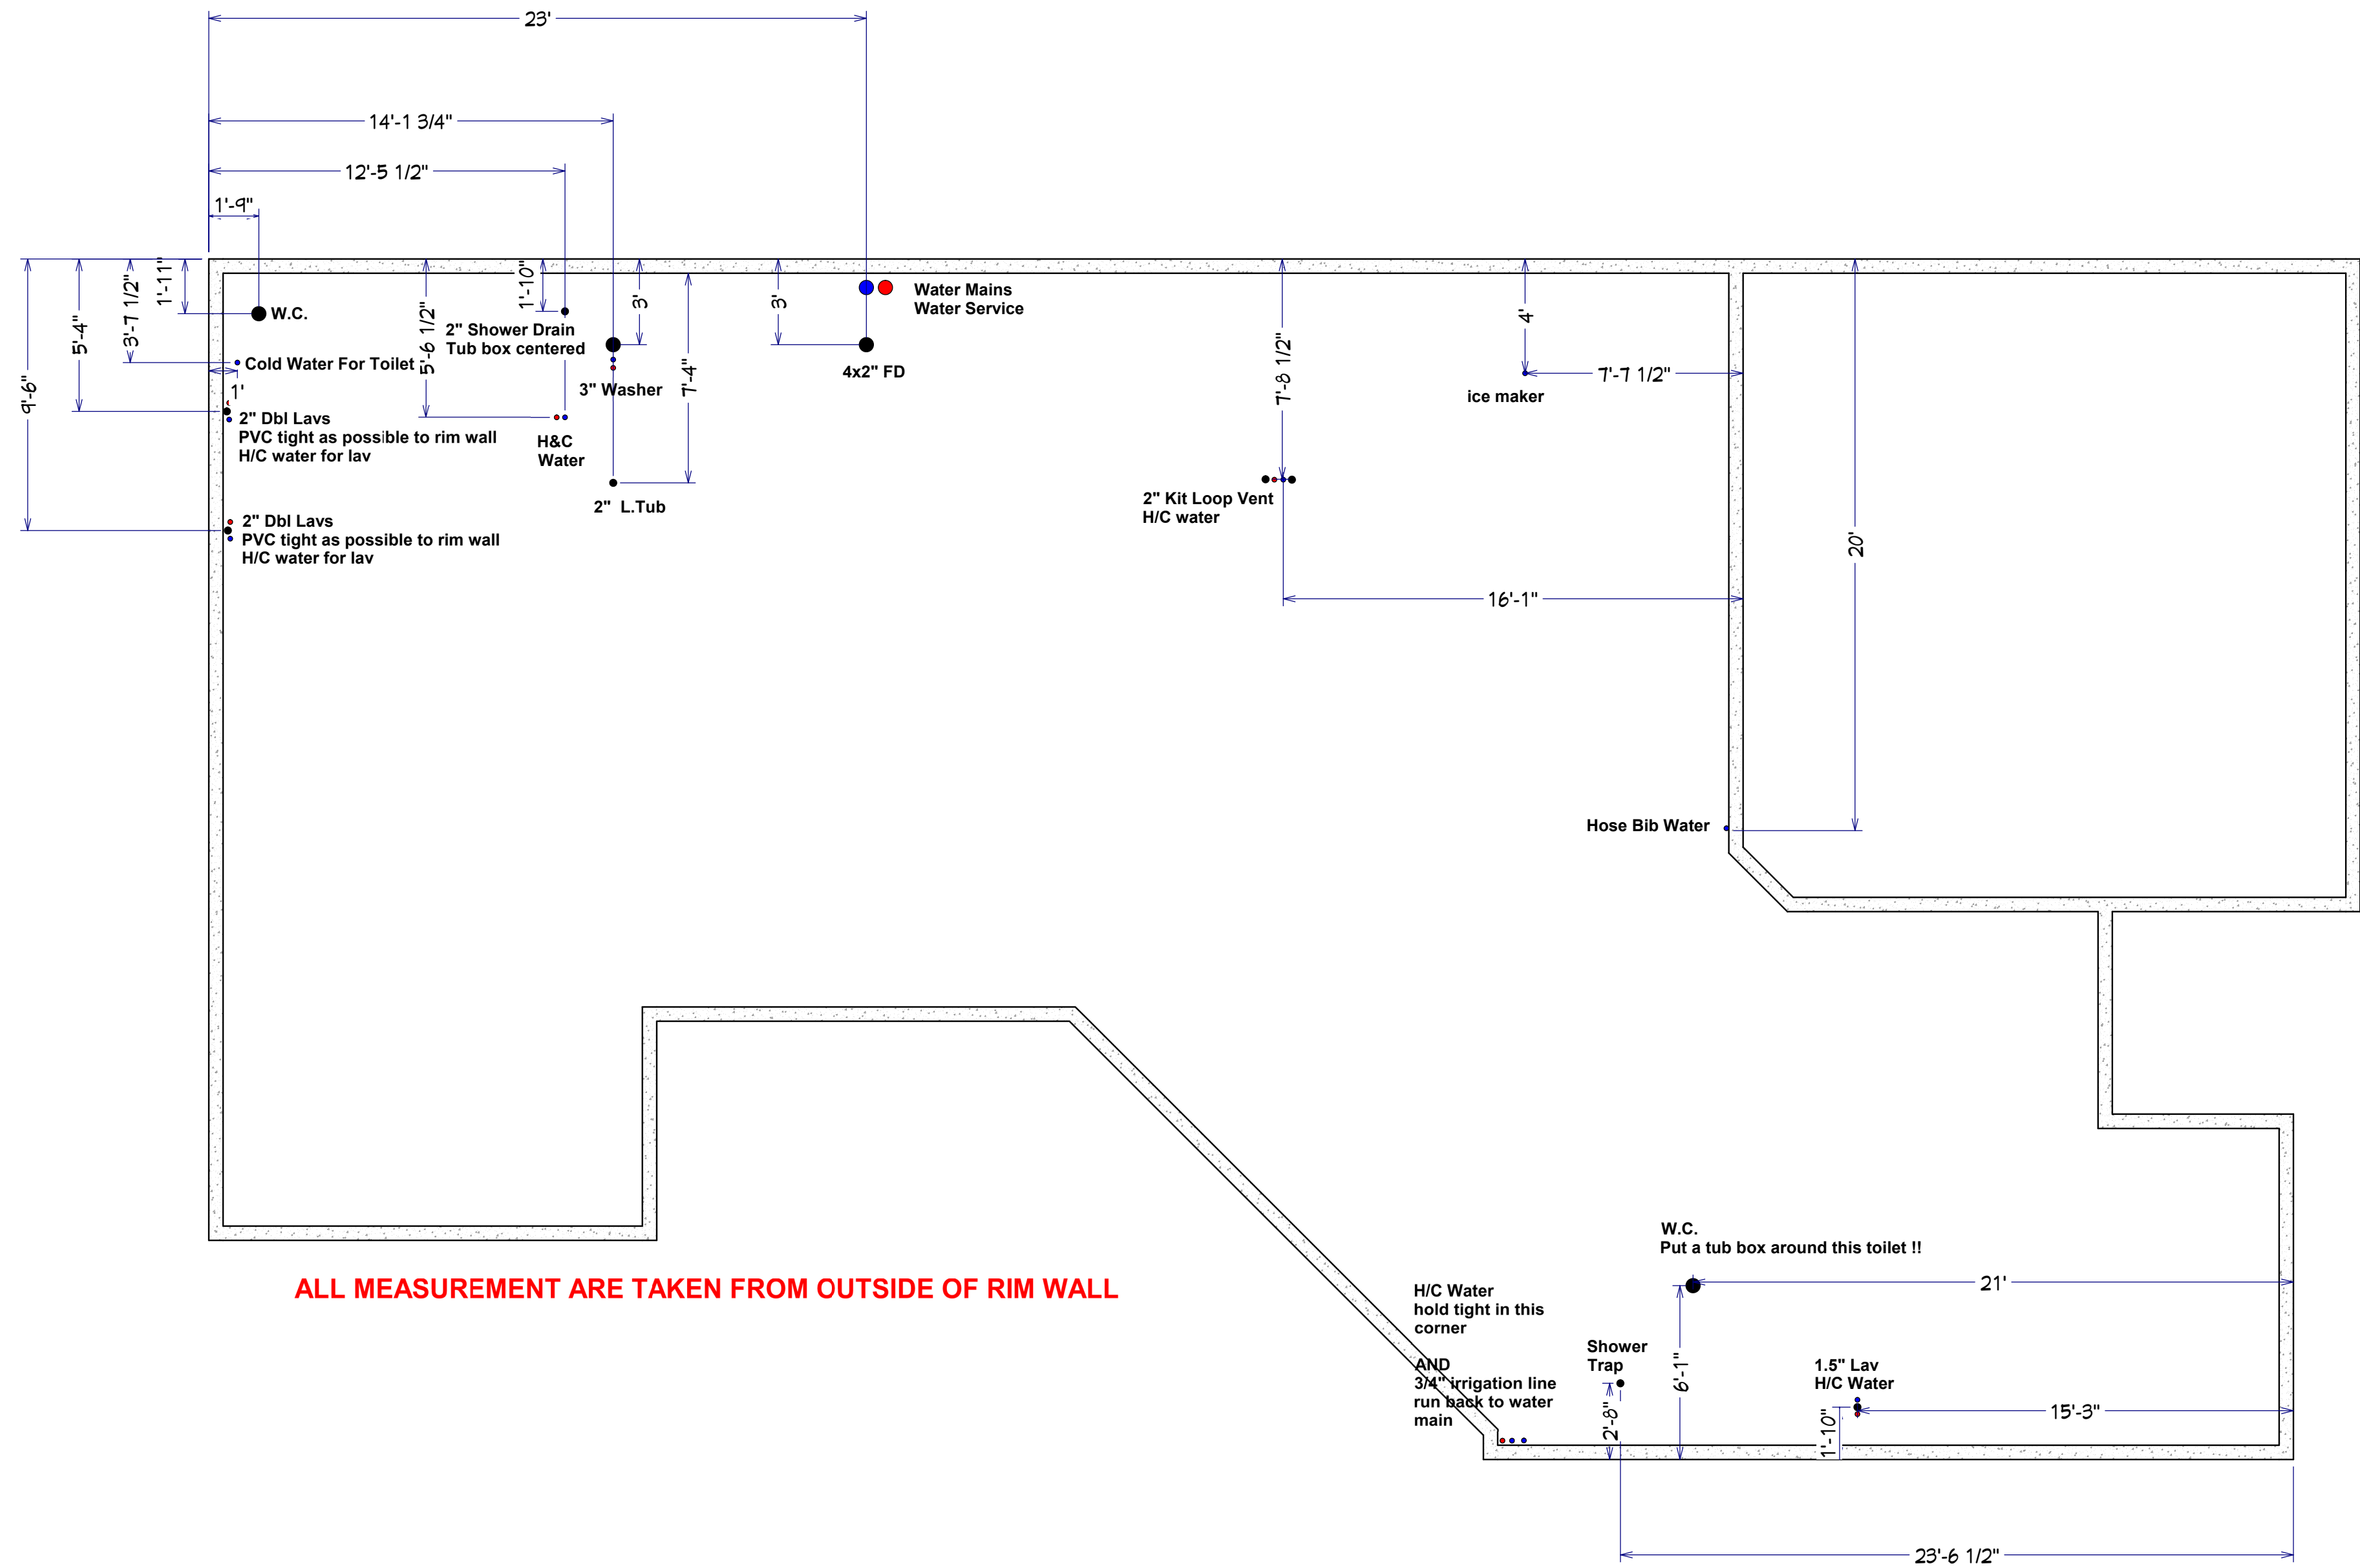 23'
14'-1 3/4"
12'-5 1/2"
1'-9"
9'-6"
5'-4"
3'-7 1/2"
1'-11"
W.C.
Cold Water For Toilet
1'
2" Dbl Lavs
PVC tight as possible to rim wall
H/C water for lav
2" Dbl Lavs
PVC tight as possible to rim wall
H/C water for lav
5'-6 1/2"
1'-10"
2" Shower Drain
Tub box centered
H&C
Water
3'
3" Washer
7'-4"
2" L.Tub
3'
Water Mains
Water Service
4x2" FD
7'-8 1/2"
2" Kit Loop Vent
H/C water
4'
7'-7 1/2"
ice maker
16'-1"
20'
Hose Bib Water
ALL MEASUREMENT ARE TAKEN FROM OUTSIDE OF RIM WALL
W.C.
Put a tub box around this toilet !!
21'
H/C Water
hold tight in this
corner
AND
3/4" irrigation line
run back to water
main
Shower
Trap
2'-8"
6'-1"
1.5" Lav
H/C Water
1'-10"
15'-3"
23'-6 1/2"